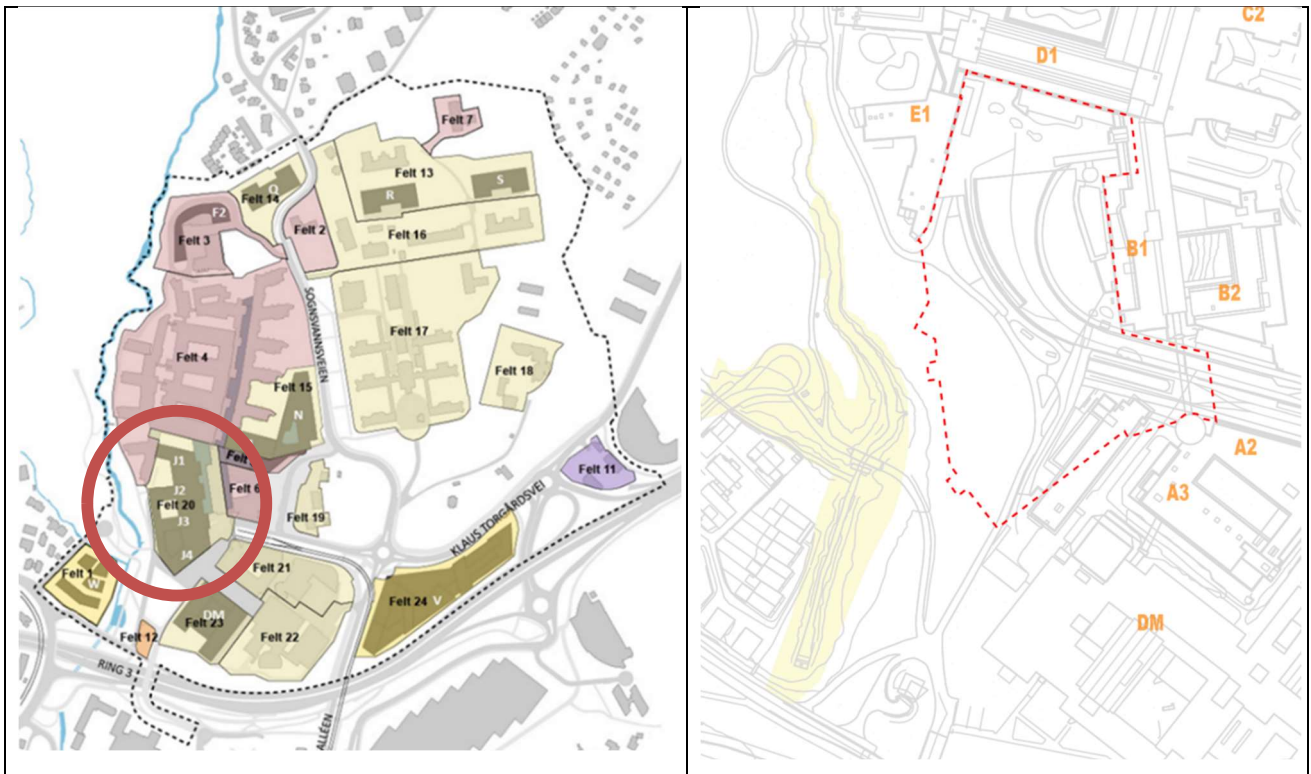 Felt 7
Felt 13
S
Q
Felt 14
R
F2
Felt 2
Felt 3
Felt 16
SOGNSVANNSVEIEN
Felt 17
Felt 4
Felt 18
Felt 15
N
J1
Felt
Felt 11
J2
Felt 6
Felt 20
J3
Felt 19
KLAUS TORGÅRDSVEI
J4
Felt 21
Felt 1
W
Felt 24
V
DM
Felt 23
Felt 12
Felt 22
RING 3
ALLÉEN
C2
D1
E1
B1
B2
A2
A3
DM